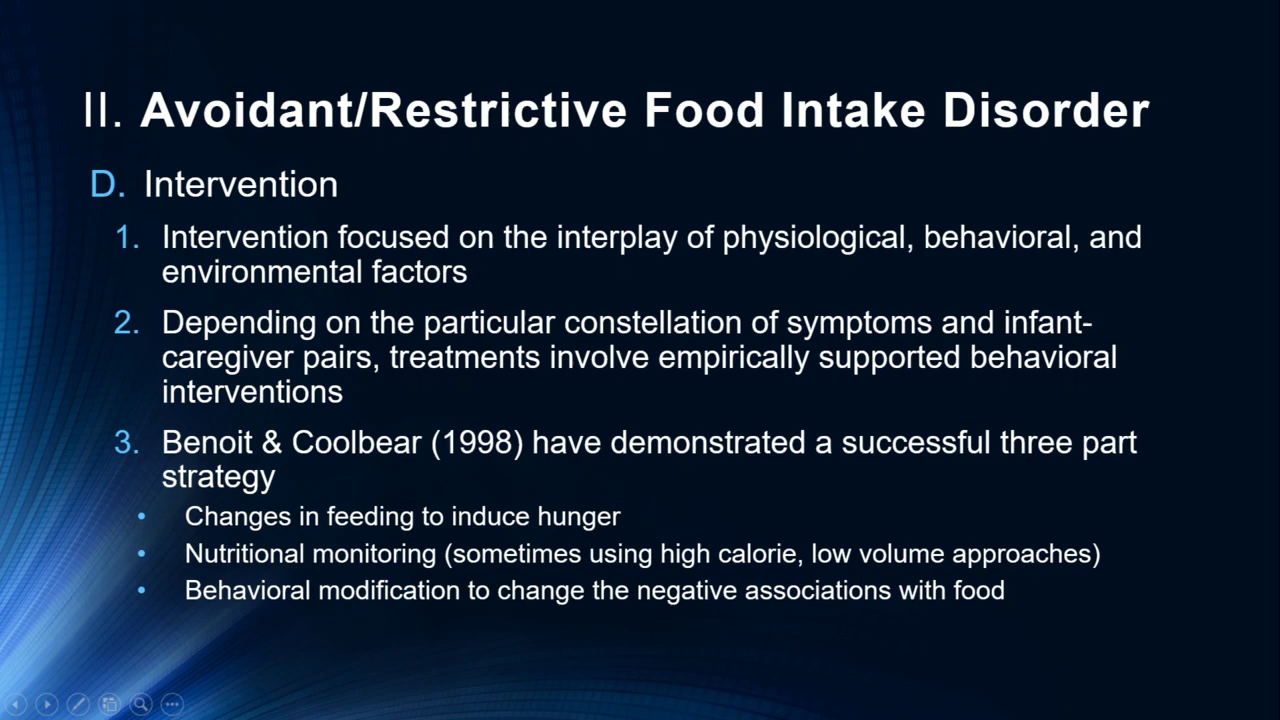 II. Avoidant/Restrictive Food Intake Disorder
D. Intervention
1. Intervention focused on the interplay of physiological, behavioral, and
environmental factors
2. Depending on the particular constellation of symptoms and infant-
caregiver pairs, treatments involve empirically supported behavioral
interventions
3. Benoit & Coolbear (1998) have demonstrated a successful three part
strategy
• Changes in feeding to induce hunger
• Nutritional monitoring (sometimes using high calorie, low volume approaches)
• Behavioral modification to change the negative associations with food